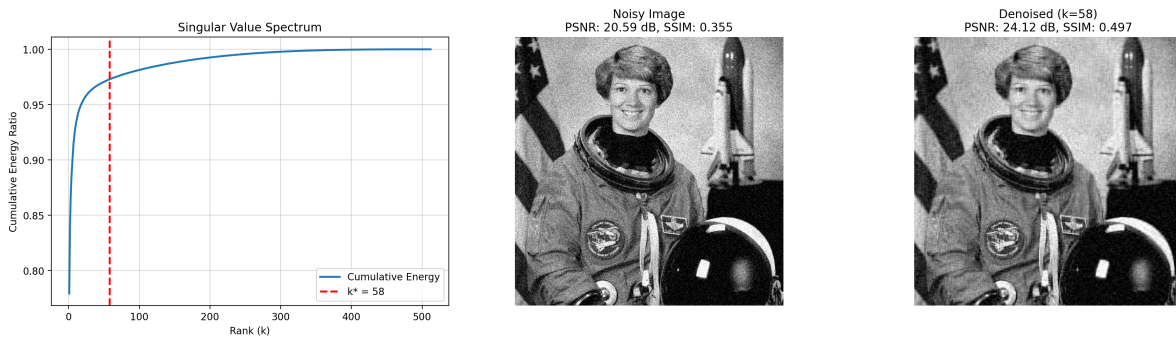 Singular Value Spectrum
1.00
0.95
0.90
0.85
0.80
Cumulative Energy Ratio
0
100
200
300
400
500
Rank (k)
Cumulative Energy
k* = 58
Noisy Image
PSNR: 20.59 dB, SSIM: 0.355
Denoised (k=58)
PSNR: 24.12 dB, SSIM: 0.497